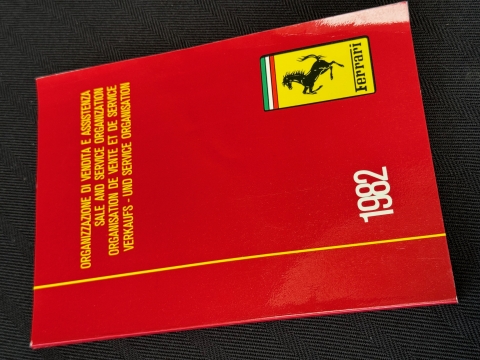 ORGANIZZAZIONE DI VENDITA E ASSISTENZA
SALE AND SERVICE ORGANIZATION
ORGANISATION DE VENTE ET DE SERVICE
VERKAUFS - UND SERVICE ORGANISATION
Ferrari
1982